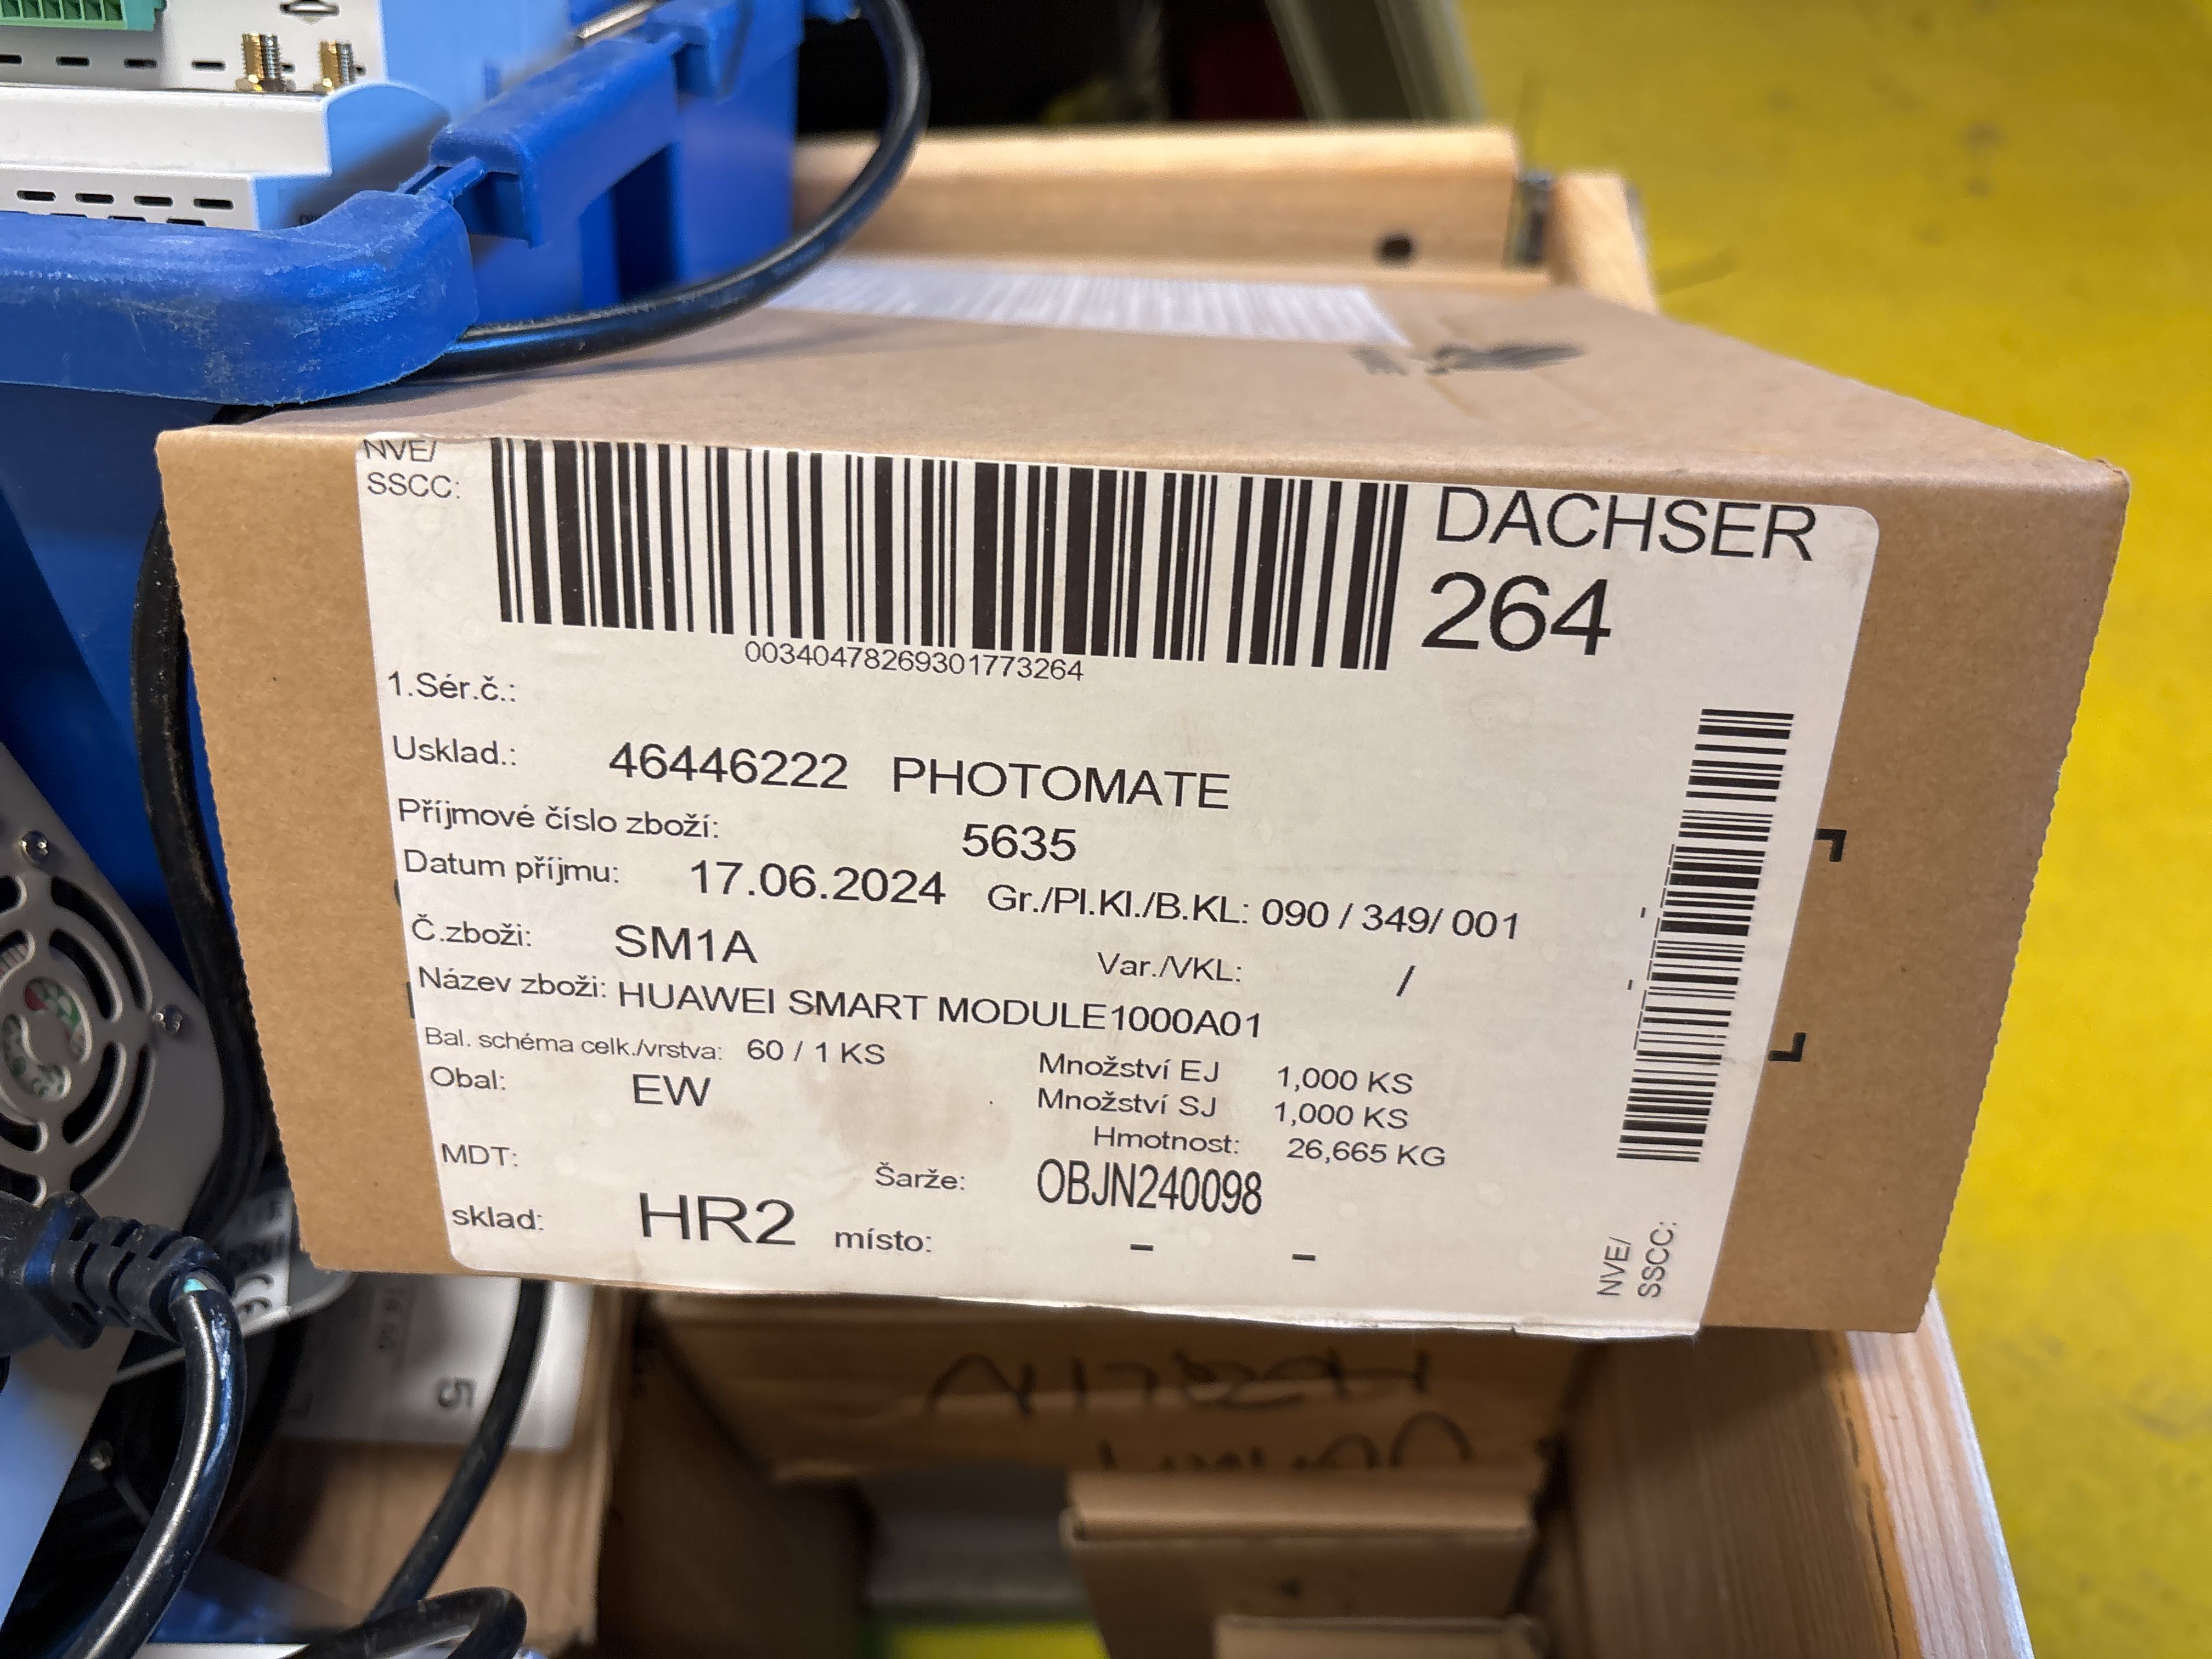 NVE/
SSCC:
DACHSER
264
00340478269301773264
1.Sér.č.:
Usklad.: 46446222 PHOTOMATE
Příjmové číslo zboží: 5635
Datum příjmu: 17.06.2024 Gr./Pl.Kl./B.KL: 090 / 349/ 001
Č.zboži: SM1A Var./VKL: /
Název zboži: HUAWEI SMART MODULE1000A01
Bal. schéma celk./vrstva: 60 / 1 KS
Množství EJ 1,000 KS
Obal: EW
Množství SJ 1,000 KS
Hmotnost: 26,665 KG
MDT:
Šarže: OBJN240098
sklad: HR2 místo: - -
NVE/
SSCC:
5